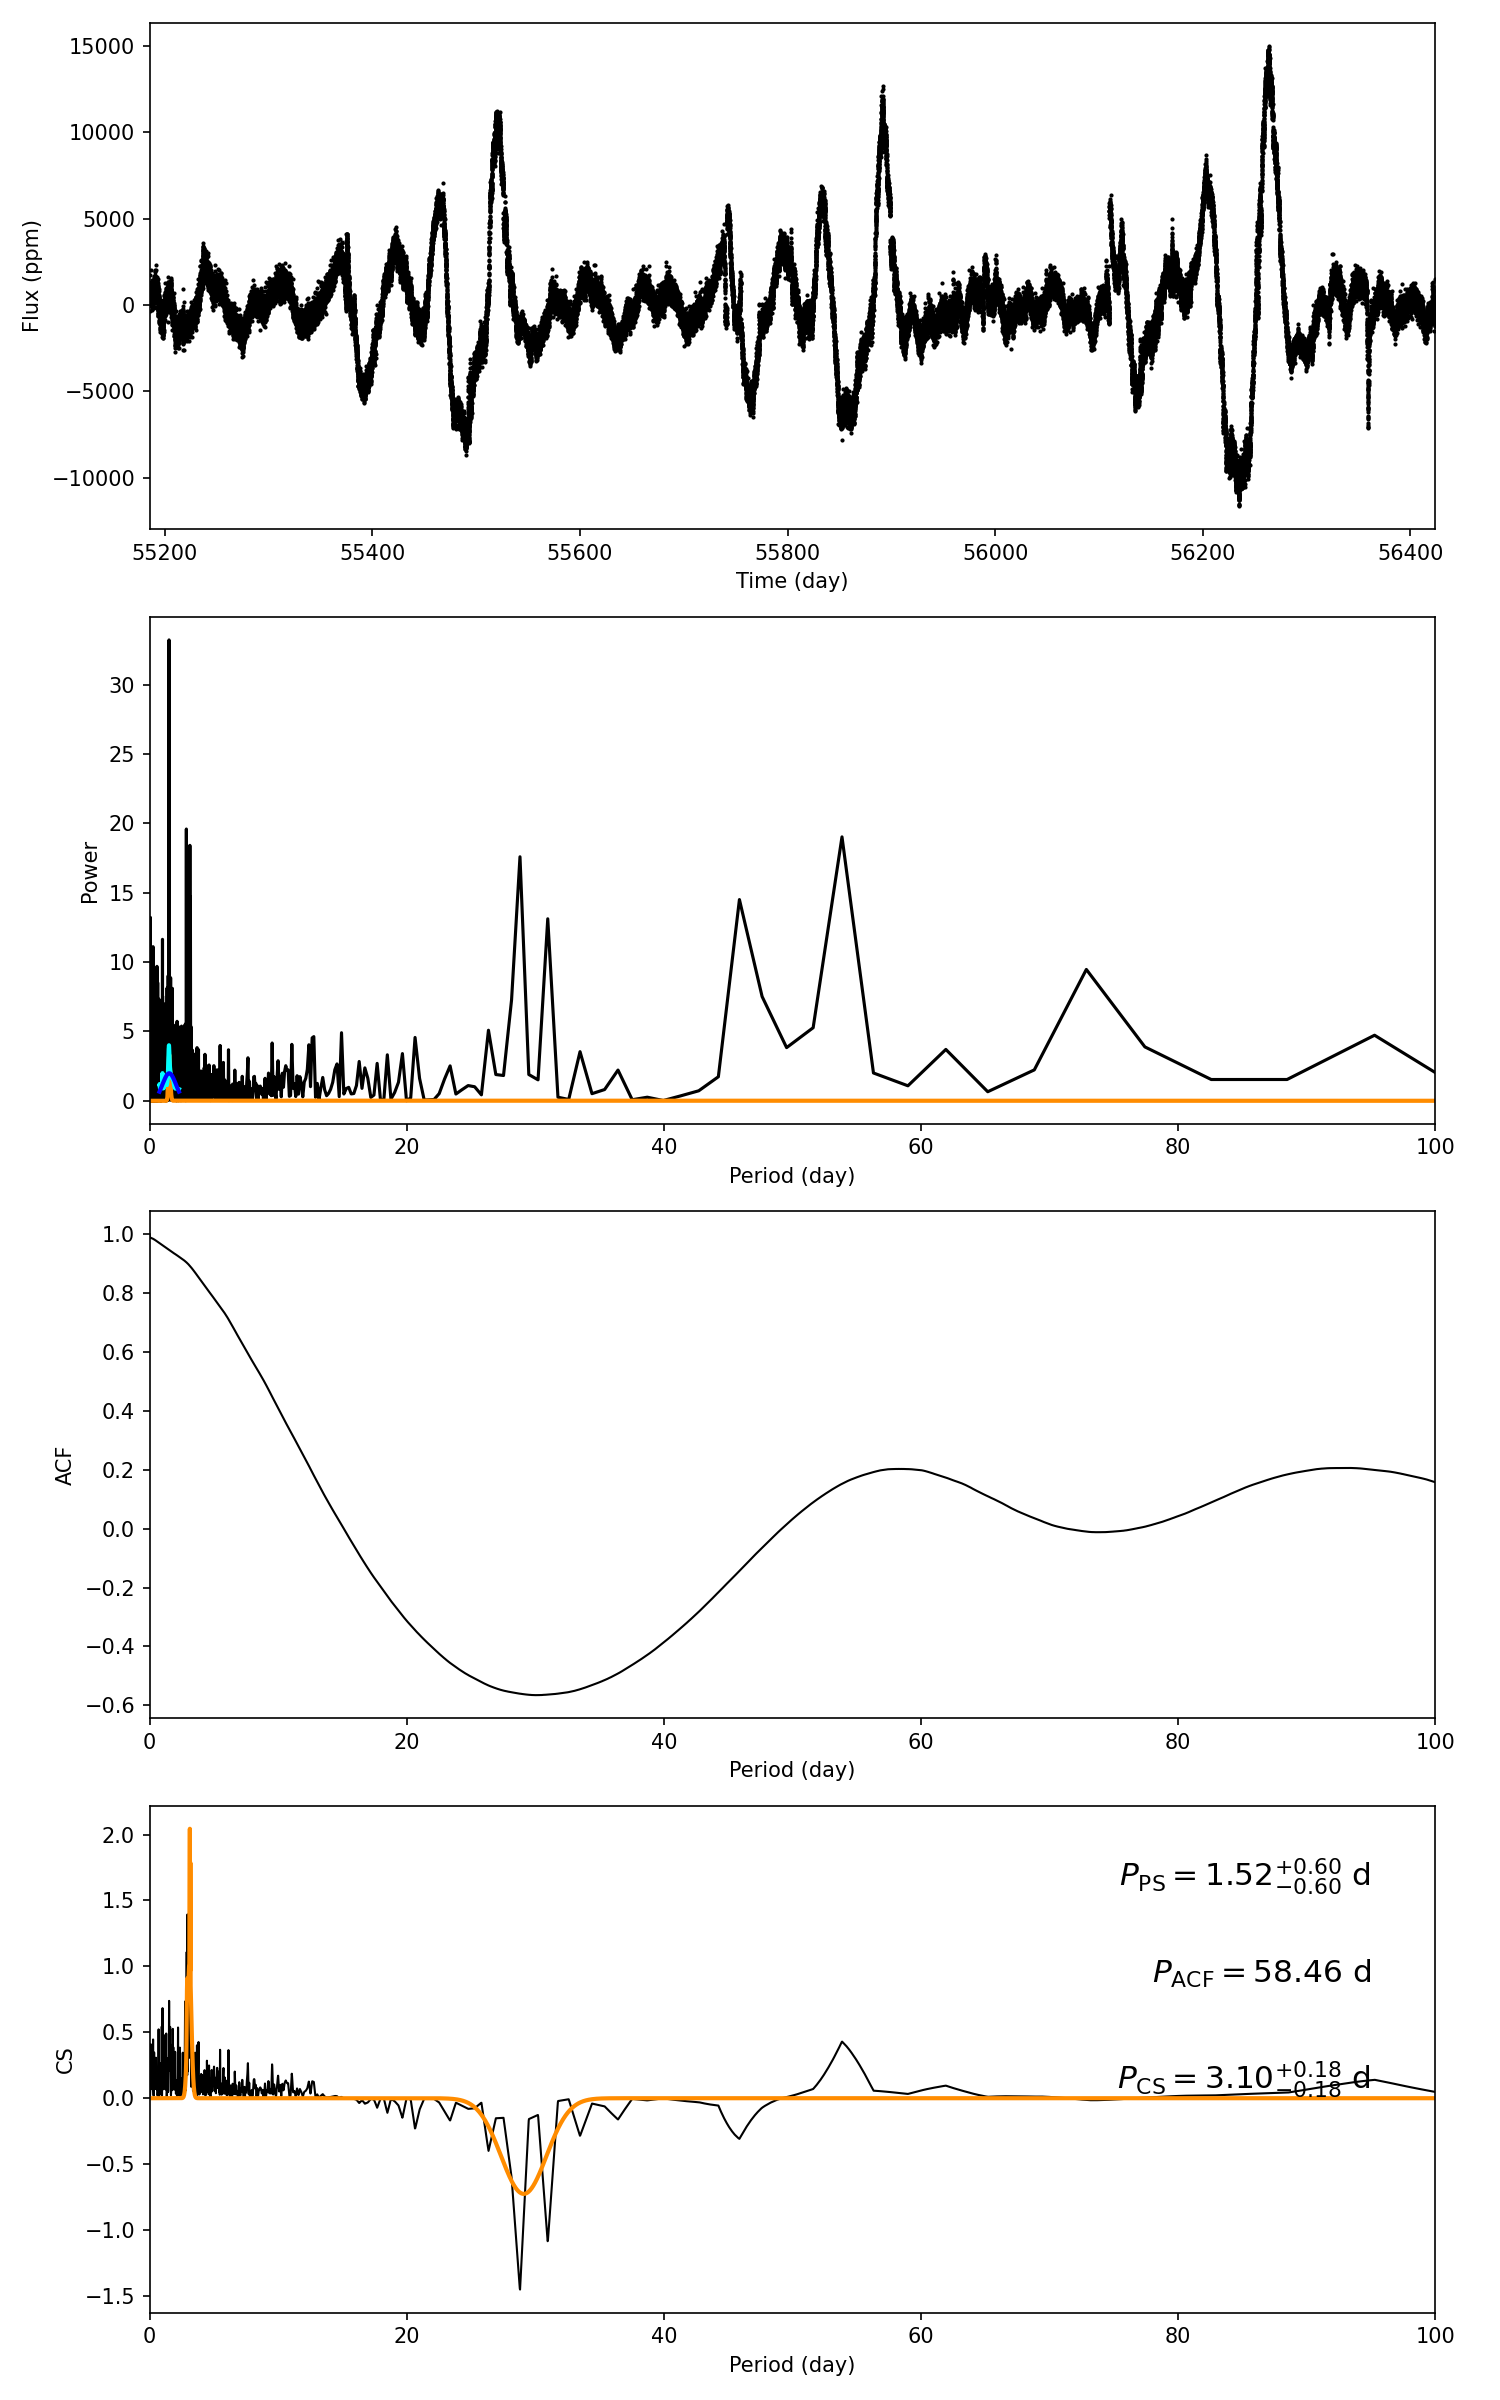 15000
10000
5000
0
−5000
−10000
Flux (ppm)
55200 55400 55600 55800 56000 56200 56400
Time (day)
30
25
20
15
10
5
0
Power
0 20 40 60 80 100
Period (day)
1.0
0.8
0.6
0.4
0.2
0.0
−0.2
−0.4
−0.6
ACF
0 20 40 60 80 100
Period (day)
2.0
1.5
1.0
0.5
0.0
−0.5
−1.0
−1.5
CS
P_PS = 1.52 +0.60 −0.60 d
P_ACF = 58.46 d
P_CS = 3.10 +0.18 −0.18 d
0 20 40 60 80 100
Period (day)